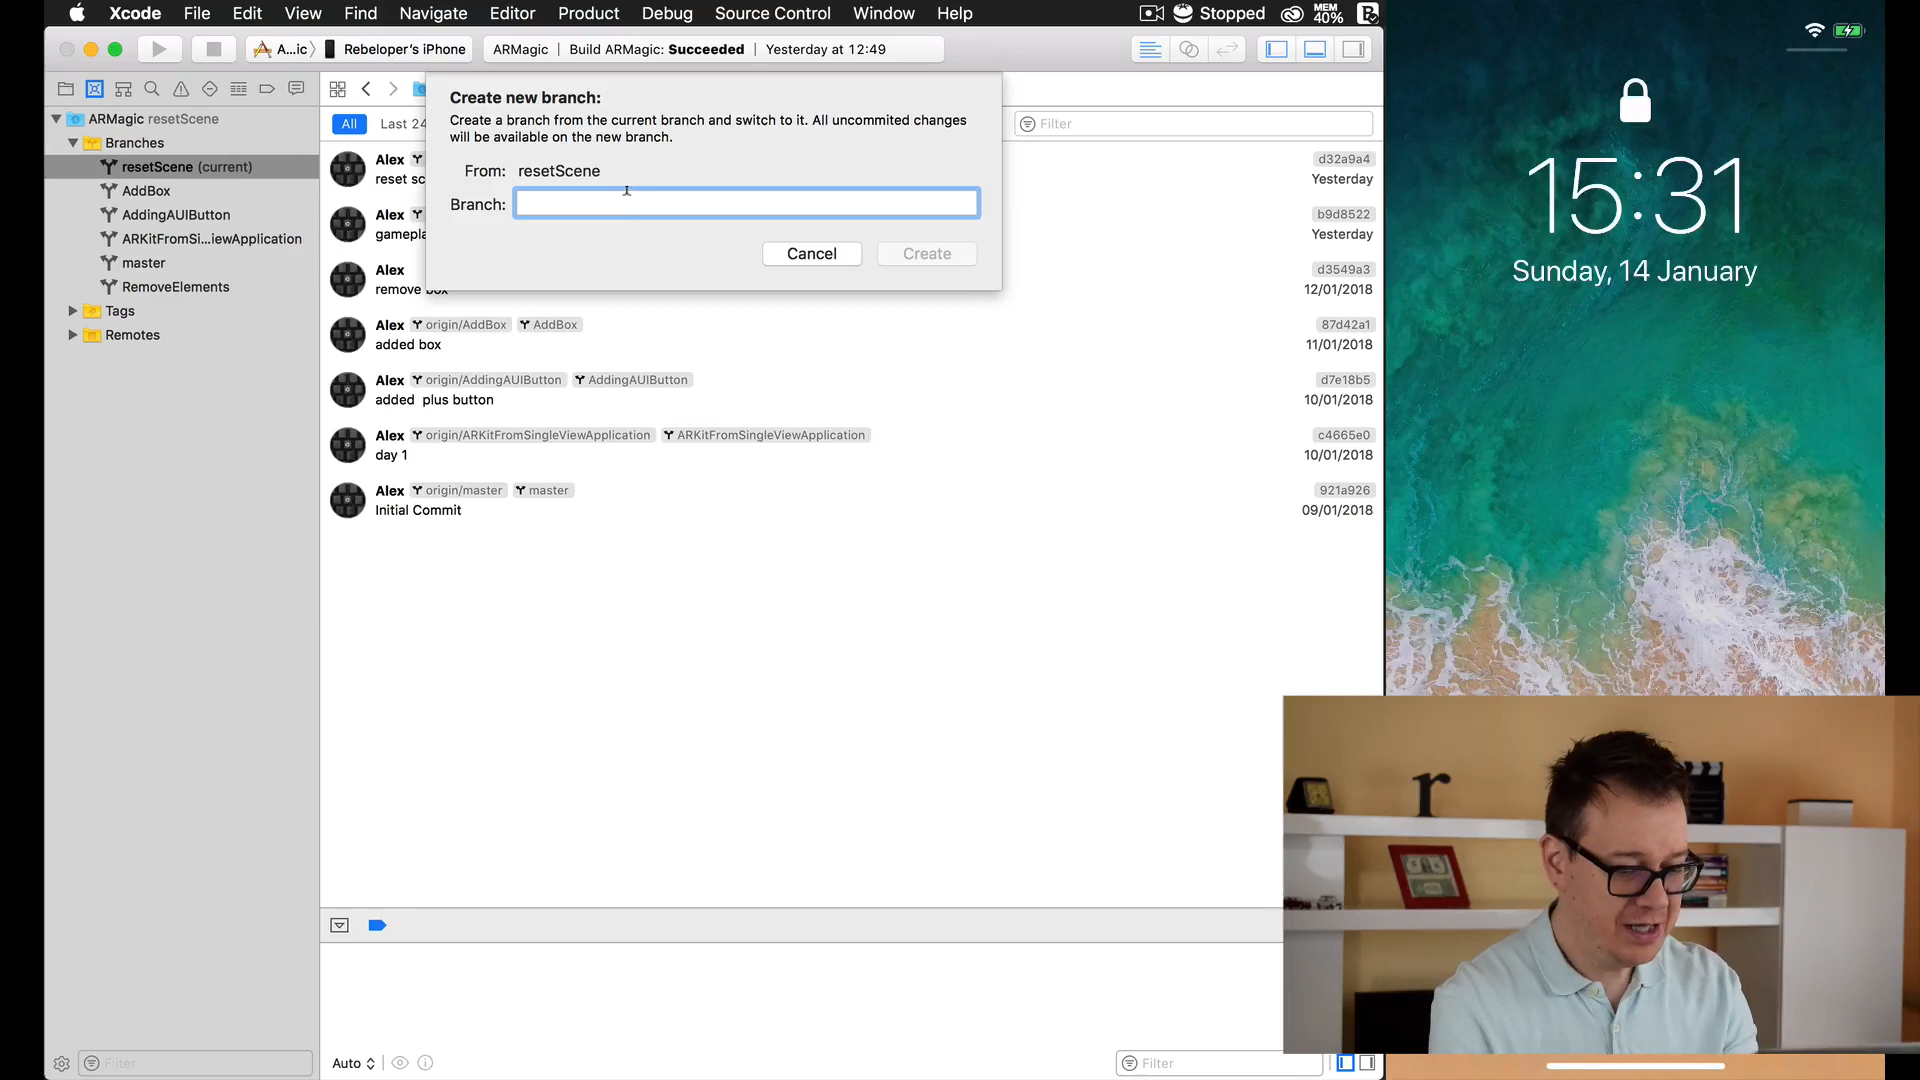 Xcode File Edit View Find Navigate Editor Product Debug Source Control Window Help Stopped MEM 40%
A...ic Rebeloper's iPhone ARMagic Build ARMagic: Succeeded Yesterday at 12:49
ARMagic resetScene
Branches
resetScene (current)
AddBox
AddingAUIButton
ARKitFromSi...iewApplication
master
RemoveElements
Tags
Remotes
Filter
All Last 24
Filter
Create new branch:
Create a branch from the current branch and switch to it. All uncommited changes
will be available on the new branch.
From: resetScene
Branch:
Cancel Create
Alex d32a9a4
reset sc Yesterday
Alex b9d8522
gamepla Yesterday
Alex d3549a3
remove box 12/01/2018
Alex origin/AddBox AddBox 87d42a1
added box 11/01/2018
Alex origin/AddingAUIButton AddingAUIButton d7e18b5
added plus button 10/01/2018
Alex origin/ARKitFromSingleViewApplication ARKitFromSingleViewApplication c4665e0
day 1 10/01/2018
Alex origin/master master 921a926
Initial Commit 09/01/2018
Auto Filter
15:31
Sunday, 14 January
r